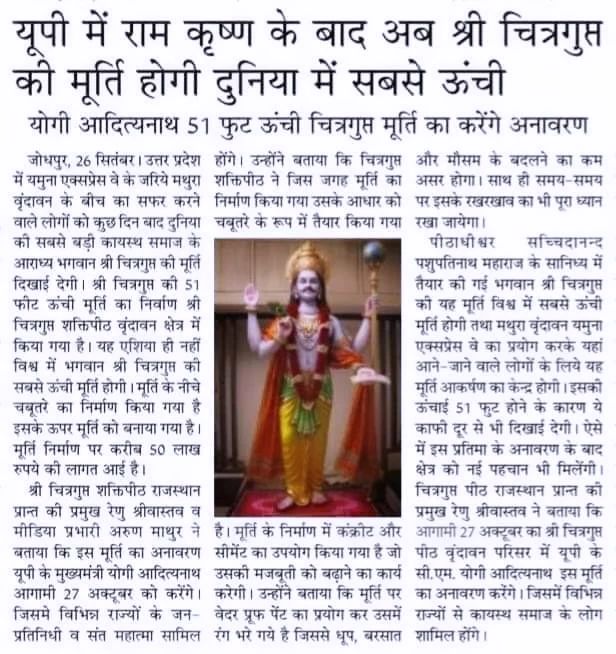 यूपी में राम कृष्ण के बाद अब श्री चित्रगुप्त
की मूर्ति होगी दुनिया में सबसे ऊंची
योगी आदित्यनाथ 51 फुट ऊंची चित्रगुप्त मूर्ति का करेंगे अनावरण
जोधपुर, 26 सितंबर। उत्तर प्रदेश
में यमुना एक्सप्रेस वे के जरिये मथुरा
वृंदावन के बीच का सफर करने
वाले लोगों को कुछ दिन बाद दुनिया
की सबसे बड़ी कायस्थ समाज के
आराध्य भगवान श्री चित्रगुप्त की मूर्ति
दिखाई देगी। श्री चित्रगुप्त की 51
फीट ऊंची मूर्ति का निर्वाण श्री
चित्रगुप्त शक्तिपीठ वृंदावन क्षेत्र में
किया गया है। यह एशिया ही नहीं
विश्व में भगवान श्री चित्रगुप्त की
सबसे ऊंची मूर्ति होगी। मूर्ति के नीचे
चबूतरे का निर्माण किया गया है
इसके ऊपर मूर्ति को बनाया गया है।
मूर्ति निर्माण पर करीब 50 लाख
रुपये की लागत आई है।
श्री चित्रगुप्त शक्तिपीठ राजस्थान
प्रान्त की प्रमुख रेणु श्रीवास्तव व
मीडिया प्रभारी अरुण माथुर ने
बताया कि इस मूर्ति का अनावरण
यूपी के मुख्यमंत्री योगी आदित्यनाथ
आगामी 27 अक्टूबर को करेंगे।
जिसमे विभिन्न राज्यों के जन-
प्रतिनिधी व संत महात्मा सामिल
होंगे। उन्होंने बताया कि चित्रगुप्त
शक्तिपीठ ने जिस जगह मूर्ति का
निर्माण किया गया उसके आधार को
चबूतरे के रूप में तैयार किया गया
है। मूर्ति के निर्माण में कंक्रीट और
सीमेंट का उपयोग किया गया है जो
उसकी मजबूती को बढ़ाने का कार्य
करेगी। उन्होंने बताया कि मूर्ति पर
वेदर प्रूफ पेंट का प्रयोग कर उसमें
रंग भरे गये है जिससे धूप, बरसात
और मौसम के बदलने का कम
असर होगा। साथ ही समय-समय
पर इसके रखरखाव का भी पूरा ध्यान
रखा जायेगा।
पीठाधीश्वर सच्चिदानन्द
पशुपतिनाथ महाराज के सानिध्य में
तैयार की गई भगवान श्री चित्रगुप्त
की यह मूर्ति विश्व में सबसे ऊंची
मूर्ति होगी तथा मथुरा वृंदावन यमुना
एक्सप्रेस वे का प्रयोग करके यहां
आने-जाने वाले लोगों के लिये यह
मूर्ति आकर्षण का केन्द्र होगी। इसकी
ऊंचाई 51 फुट होने के कारण ये
काफी दूर से भी दिखाई देगी। ऐसे
में इस प्रतिमा के अनावरण के बाद
क्षेत्र को नई पहचान भी मिलेंगी।
चित्रगुप्त पीठ राजस्थान प्रान्त की
प्रमुख रेणु श्रीवास्तव ने बताया कि
आगामी 27 अक्टूबर का श्री चित्रगुप्त
पीठ वृंदावन परिसर में यूपी के
सी.एम. योगी आदित्यनाथ इस मूर्ति
का अनावरण करेंगे। जिसमें विभिन्न
राज्यों से कायस्थ समाज के लोग
शामिल होंगे।